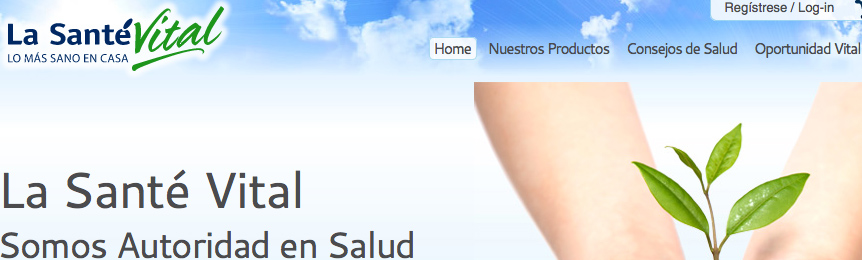 Regístrese / Log-in
La Santé Vital
LO MÁS SANO EN CASA
Home Nuestros Productos Consejos de Salud Oportunidad Vital
La Santé Vital
Somos Autoridad en Salud